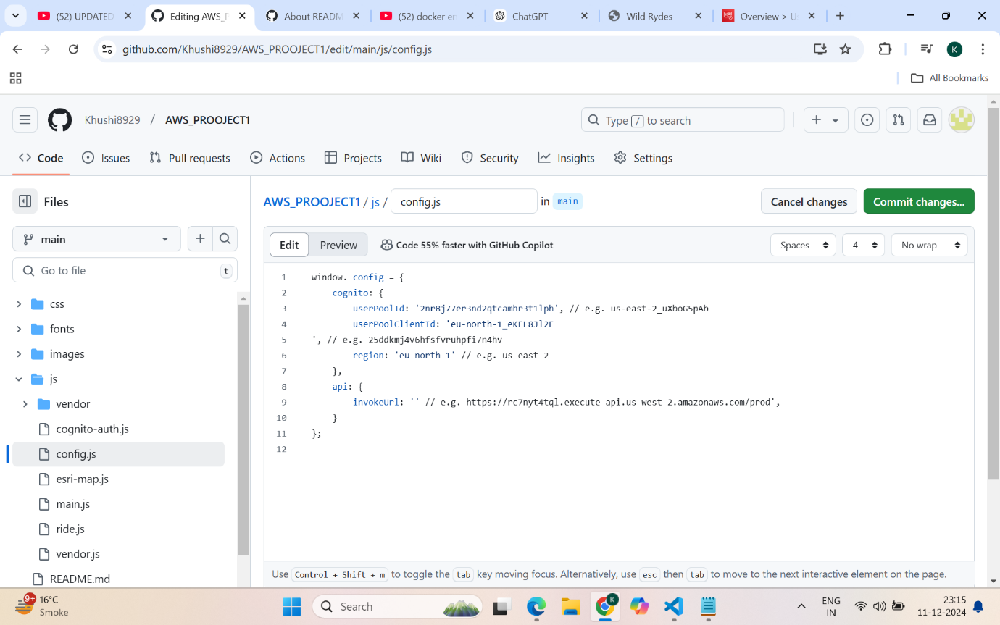 (52) UPDATED
Editing AWS_P
About READM
(52) docker en
ChatGPT
Wild Rydes
Overview > Us
github.com/Khushi8929/AWS_PROOJECT1/edit/main/js/config.js
K
All Bookmarks
Khushi8929 / AWS_PROOJECT1
Type / to search
Code
Issues
Pull requests
Actions
Projects
Wiki
Security
Insights
Settings
Files
AWS_PROOJECT1 / js / config.js in main
Cancel changes
Commit changes...
main
Go to file
t
Edit
Preview
Code 55% faster with GitHub Copilot
Spaces
4
No wrap
css
fonts
images
js
vendor
cognito-auth.js
config.js
esri-map.js
main.js
ride.js
vendor.js
README.md
1 window._config = {
2 cognito: {
3 userPoolId: '2nr8j77er3nd2qtcamhr3t1lph', // e.g. us-east-2_uXboG5pAb
4 userPoolClientId: 'eu-north-1_eKEL8Jl2E
5 ', // e.g. 25ddkmj4v6hfsfvruhpfi7n4hv
6 region: 'eu-north-1' // e.g. us-east-2
7 },
8 api: {
9 invokeUrl: '' // e.g. https://rc7nyt4tql.execute-api.us-west-2.amazonaws.com/prod',
10 }
11 };
12
Use Control + Shift + m to toggle the tab key moving focus. Alternatively, use esc then tab to move to the next interactive element on the page.
9+
16°C
Smoke
Search
K
ENG
IN
23:15
11-12-2024